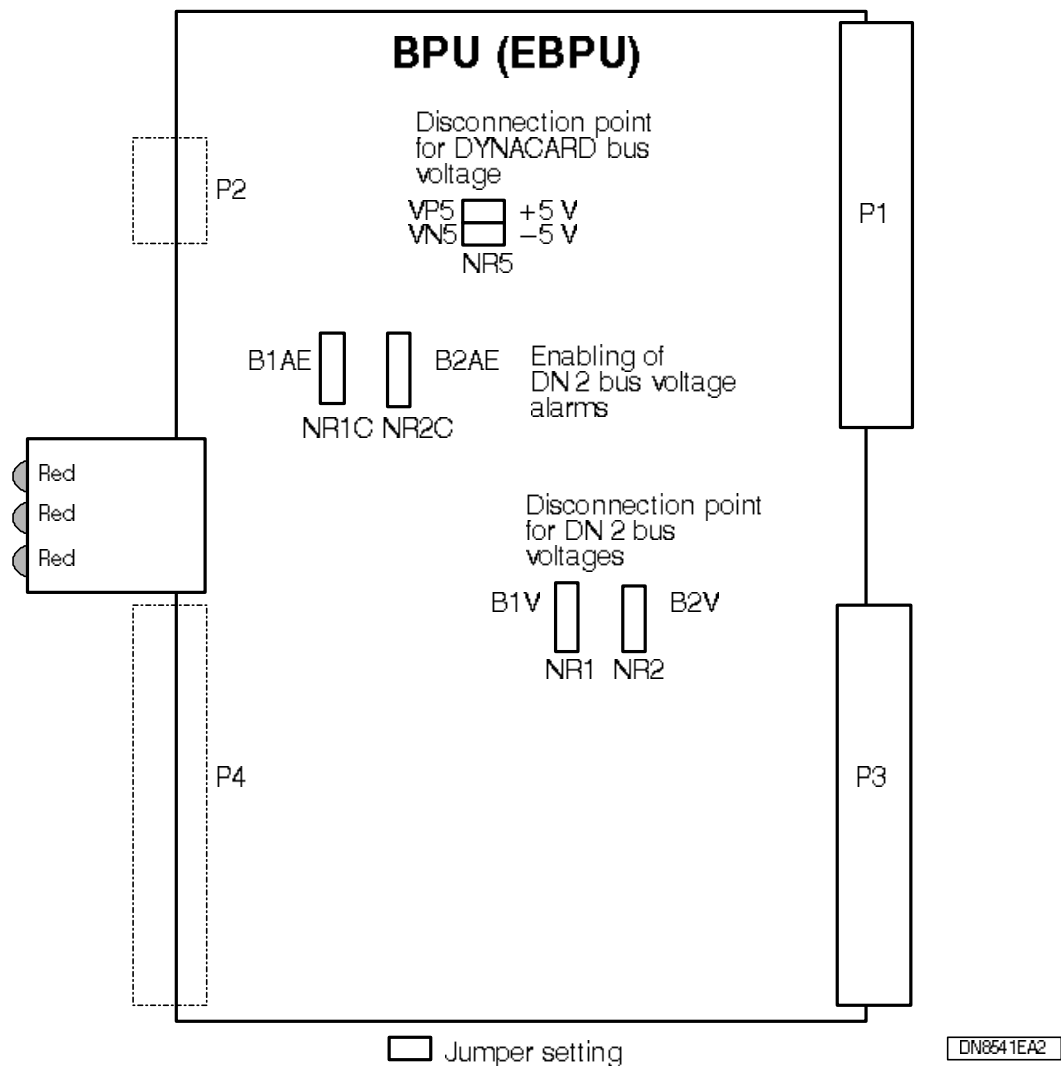 BPU (EBPU)
Disconnection point
for DYNACARD bus
voltage
P2
P1
VP5 +5 V
VN5 −5 V
NR5
B1AE
B2AE
Enabling of
DN 2 bus voltage
alarms
NR1C NR2C
Red
Red
Red
Disconnection point
for DN 2 bus
voltages
B1V
B2V
NR1 NR2
P4
P3
Jumper setting
DN8541EA2